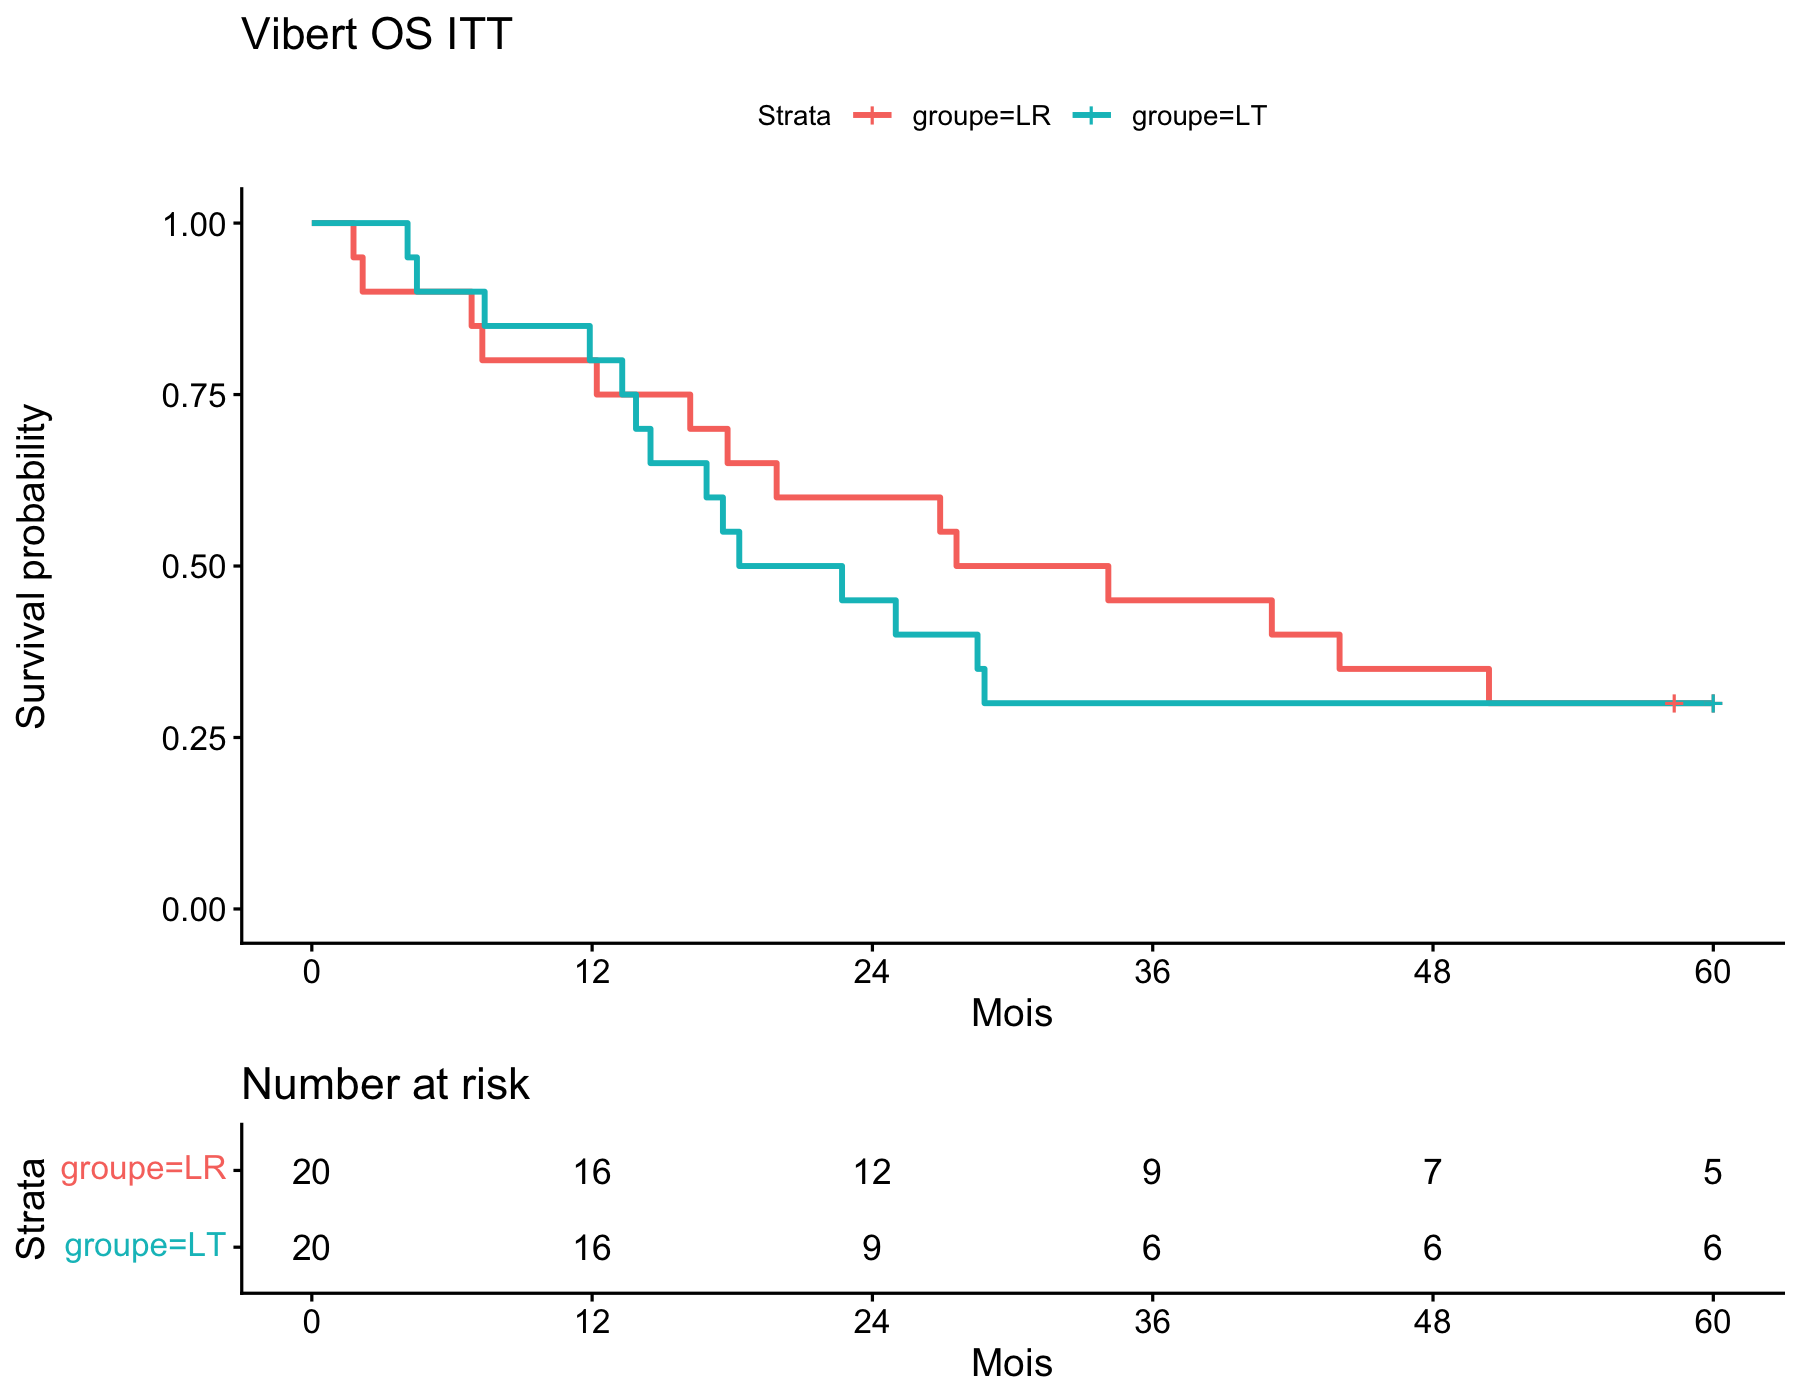 Vibert OS ITT
Strata groupe=LR groupe=LT
Survival probability
1.00
0.75
0.50
0.25
0.00
0 12 24 36 48 60
Mois
Number at risk
Strata
groupe=LR 20 16 12 9 7 5
groupe=LT 20 16 9 6 6 6
0 12 24 36 48 60
Mois